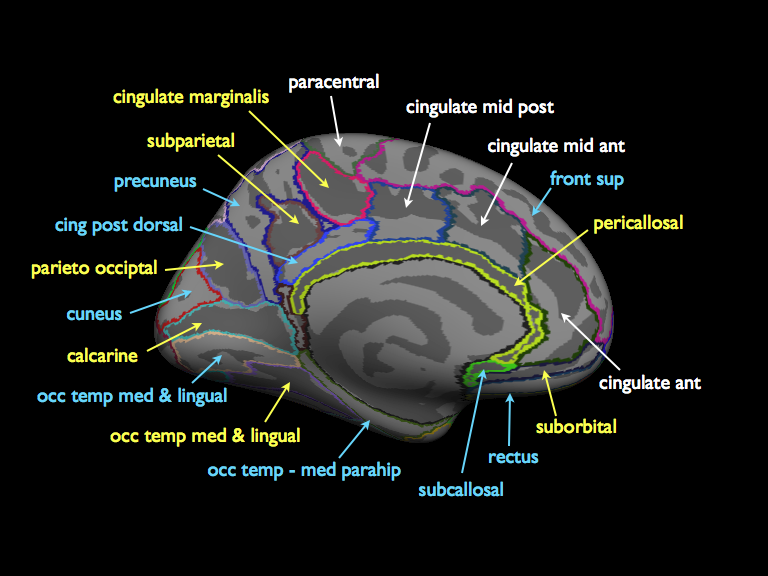 paracentral
cingulate marginalis
cingulate mid post
subparietal
cingulate mid ant
precuneus
front sup
cing post dorsal
pericallosal
parieto occiptal
cuneus
calcarine
cingulate ant
occ temp med & lingual
suborbital
occ temp med & lingual
rectus
occ temp - med parahip
subcallosal